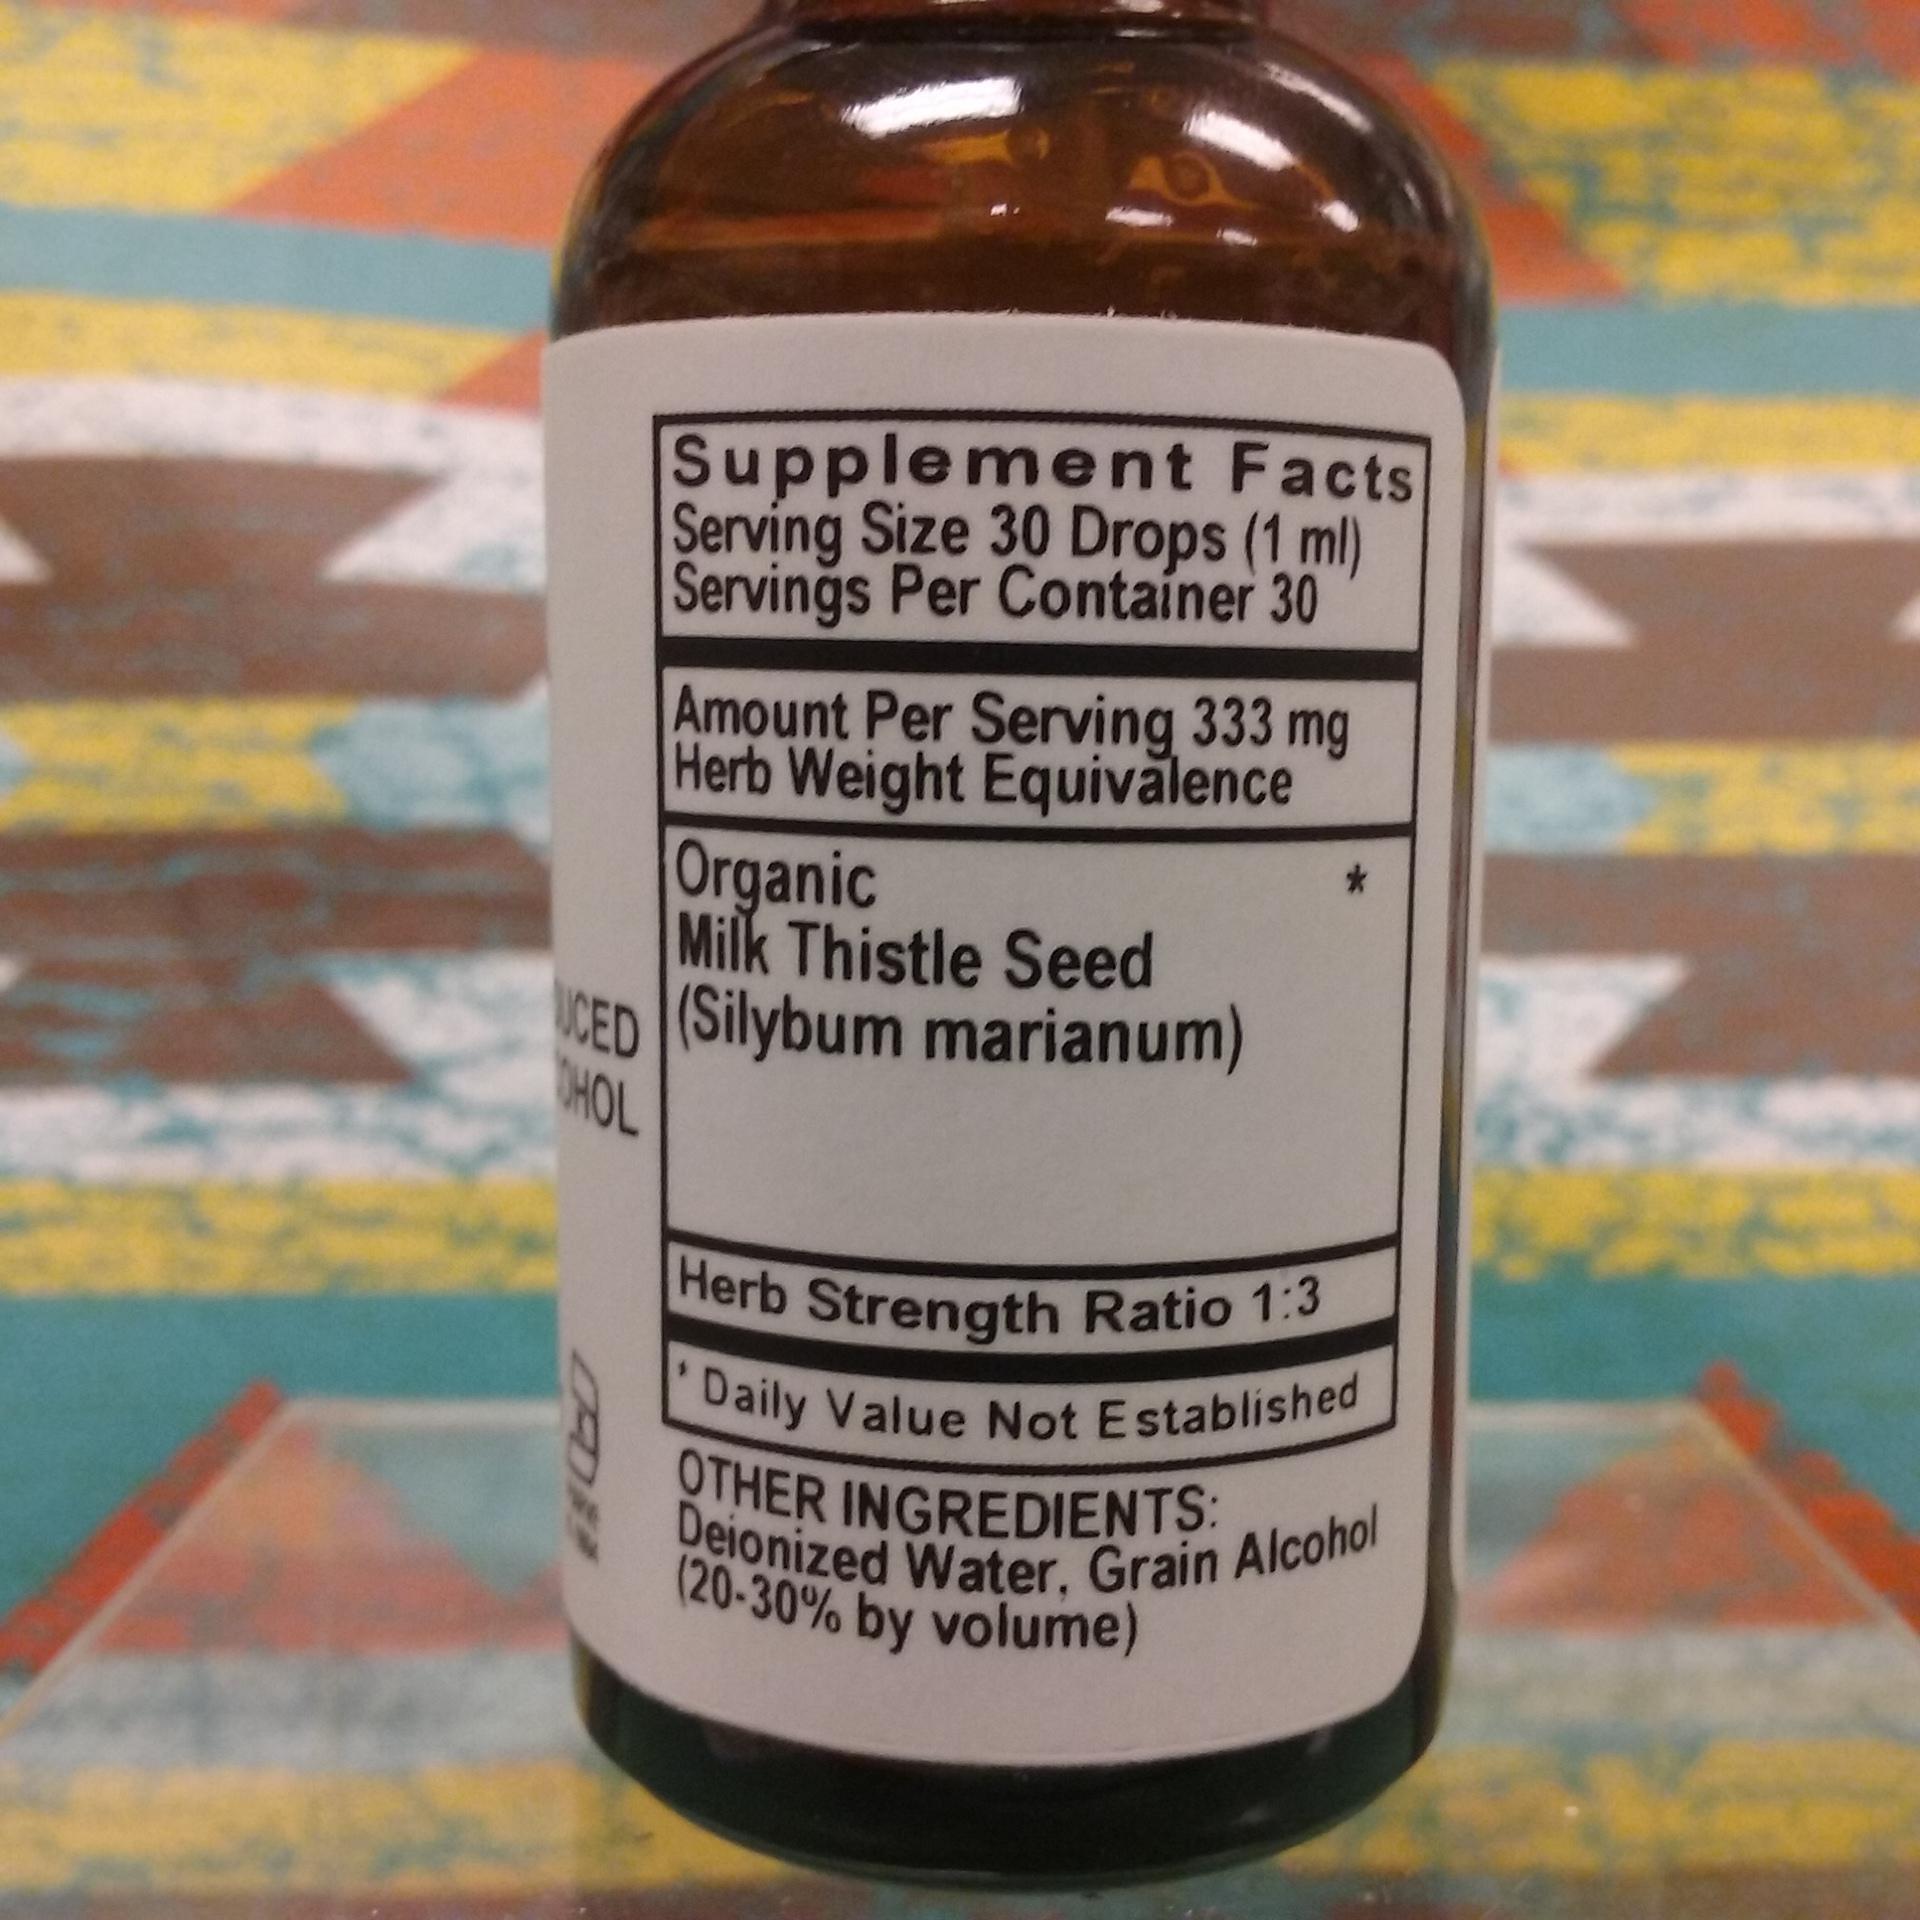 Supplement Facts
Serving Size 30 Drops (1 ml)
Servings Per Container 30
Amount Per Serving 333 mg
Herb Weight Equivalence
Organic *
Milk Thistle Seed
(Silybum marianum)
UCED
OHOL
Herb Strength Ratio 1:3
* Daily Value Not Established
OTHER INGREDIENTS:
Deionized Water, Grain Alcohol
(20-30% by volume)